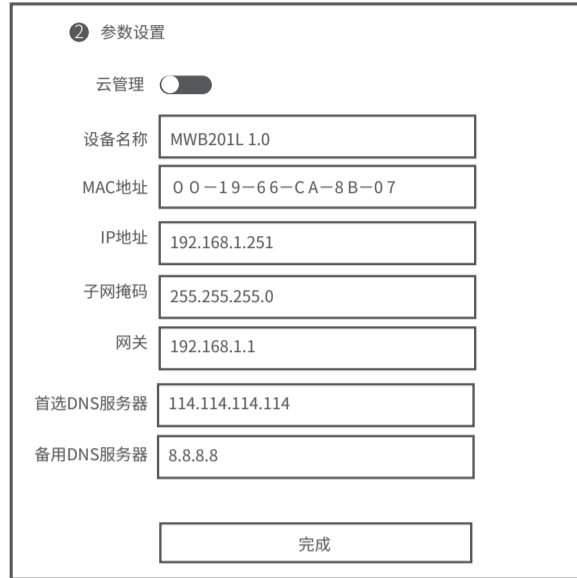 2 参数设置
云管理
设备名称 MWB201L 1.0
MAC地址 00-19-66-CA-8B-07
IP地址 192.168.1.251
子网掩码 255.255.255.0
网关 192.168.1.1
首选DNS服务器 114.114.114.114
备用DNS服务器 8.8.8.8
完成